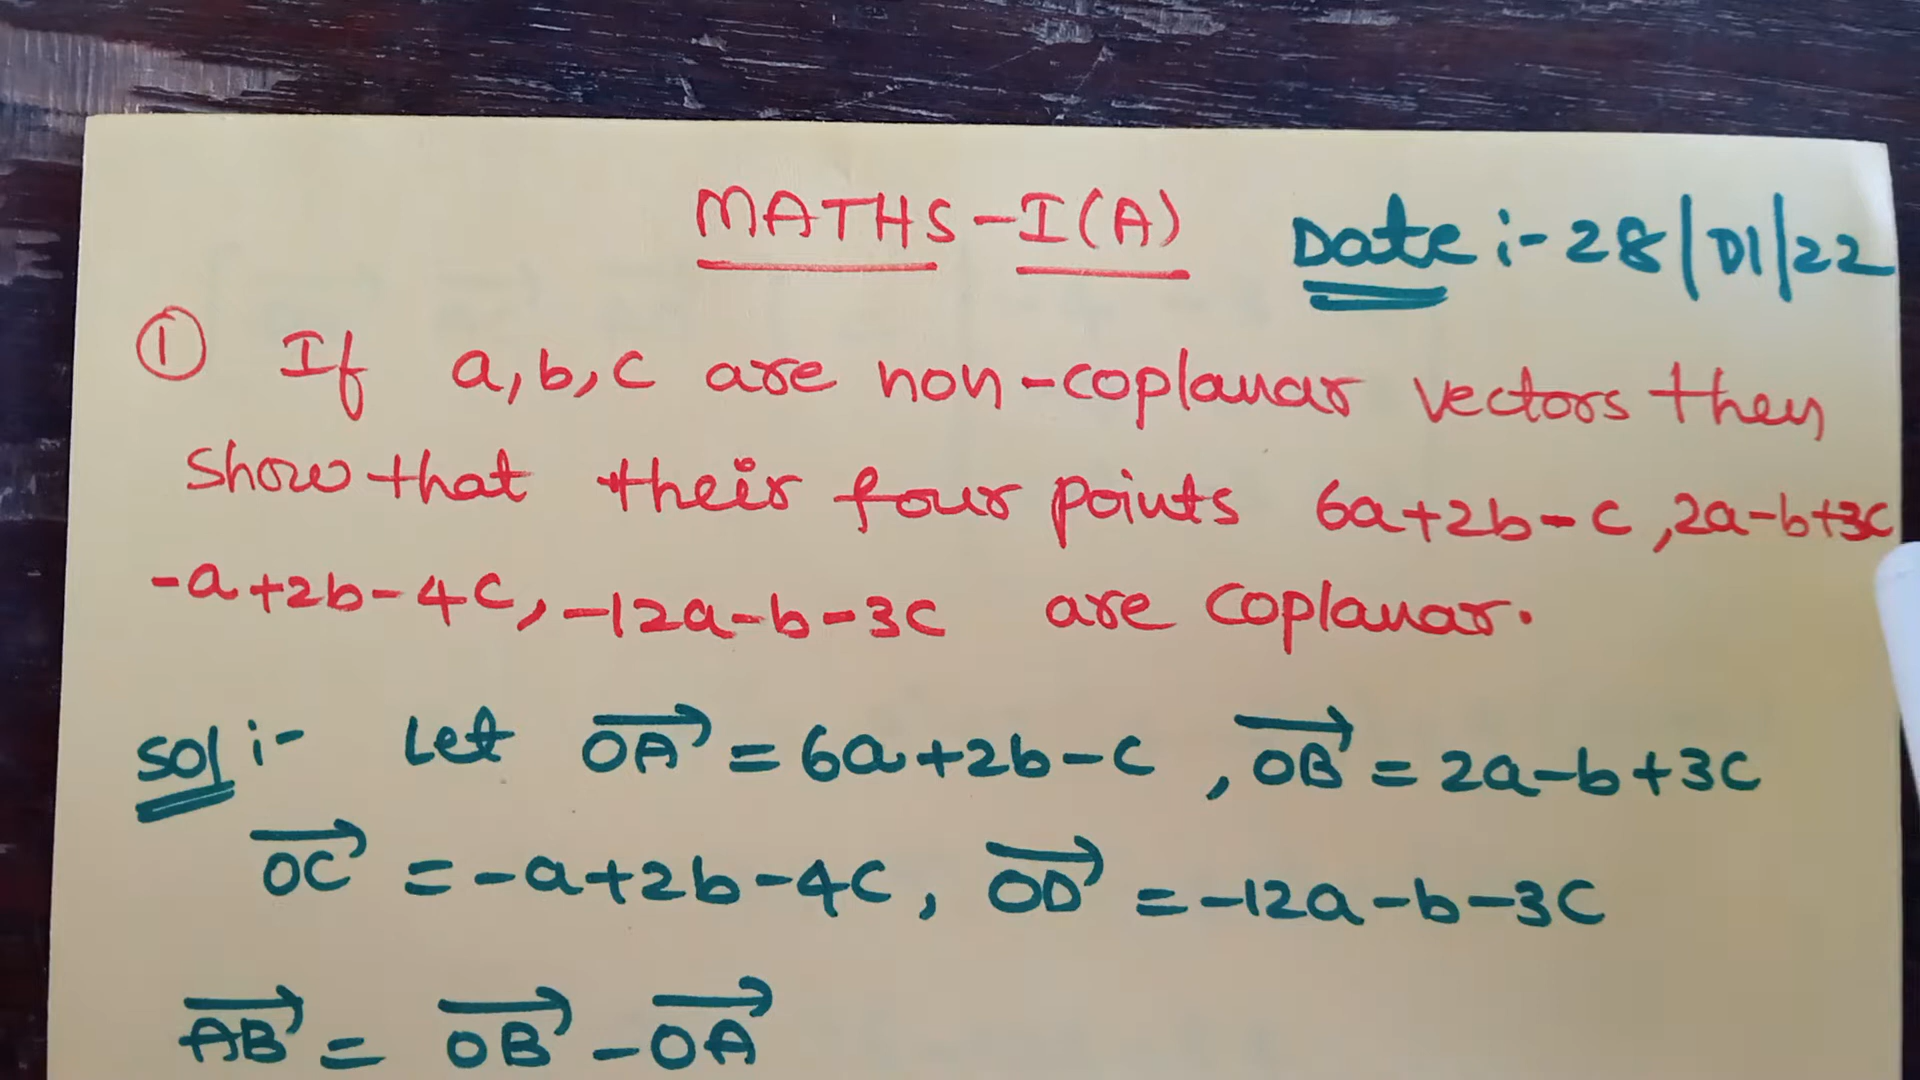 MATHS-I(A) Date :- 28/01/22
① If a, b, c are non-coplanar vectors then
show that their four points 6a+2b-c, 2a-b+3c
-a+2b-4c, -12a-b-3c are coplanar.
Sol :- Let OA⃗ = 6a+2b-c, OB⃗ = 2a-b+3c
OC⃗ = -a+2b-4c, OD⃗ = -12a-b-3c
AB⃗ = OB⃗ - OA⃗